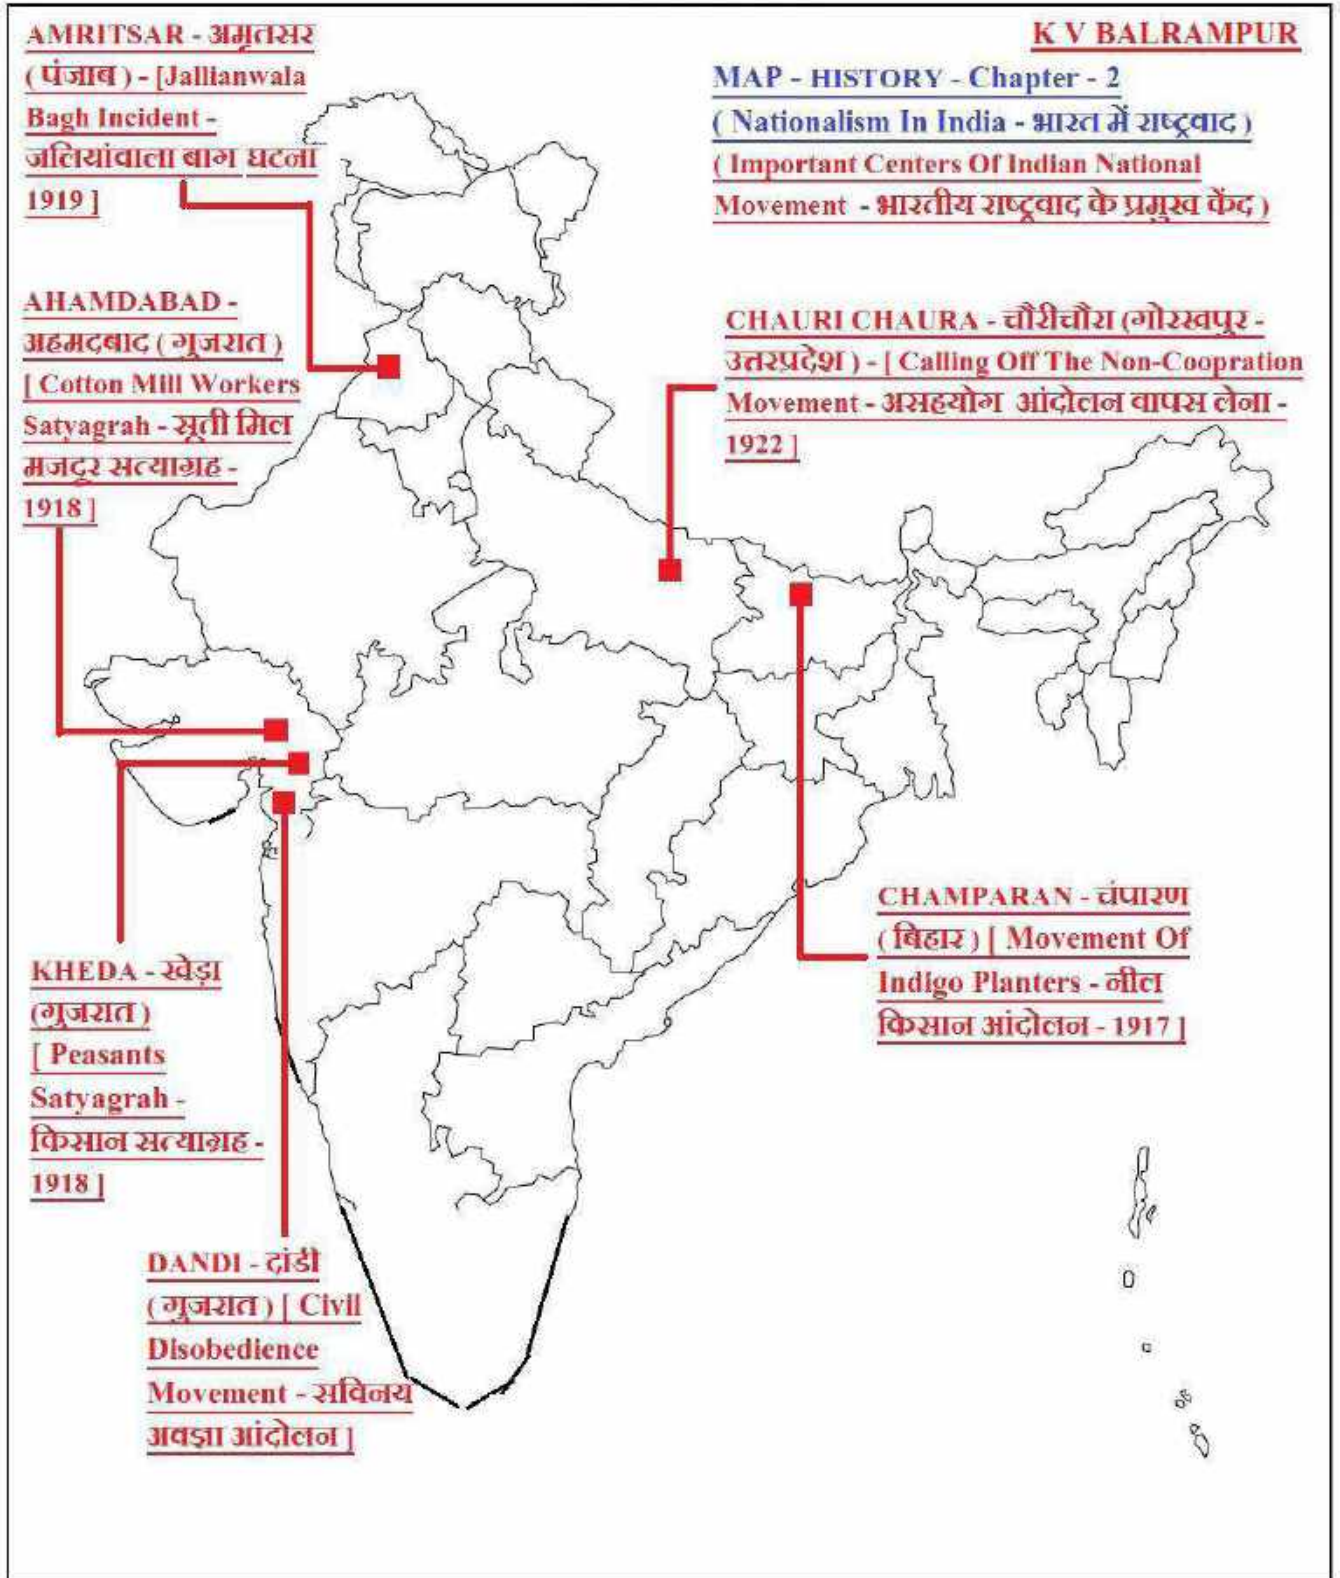 AMRITSAR - अमृतसर
( पंजाब ) - [Jallianwala
Bagh Incident -
जलियांवाला बाग घटना
1919 ]
K V BALRAMPUR
MAP - HISTORY - Chapter - 2
( Nationalism In India - भारत में राष्ट्रवाद )
( Important Centers Of Indian National
Movement - भारतीय राष्ट्रवाद के प्रमुख केंद )
AHAMDABAD -
अहमदबाद ( गुजरात )
[ Cotton Mill Workers
Satyagrah - सूती मिल
मजदूर सत्याग्रह -
1918 ]
CHAURI CHAURA - चौरीचौरा (गोरखपुर -
उत्तरप्रदेश ) - [ Calling Off The Non-Coopration
Movement - असहयोग आंदोलन वापस लेना -
1922 ]
CHAMPARAN - चंपारण
( बिहार ) [ Movement Of
Indigo Planters - नील
किसान आंदोलन - 1917 ]
KHEDA - खेड़ा
(गुजरात )
[ Peasants
Satyagrah -
किसान सत्याग्रह -
1918 ]
DANDI - दांडी
( गुजरात ) [ Civil
Disobedience
Movement - सविनय
अवज्ञा आंदोलन ]